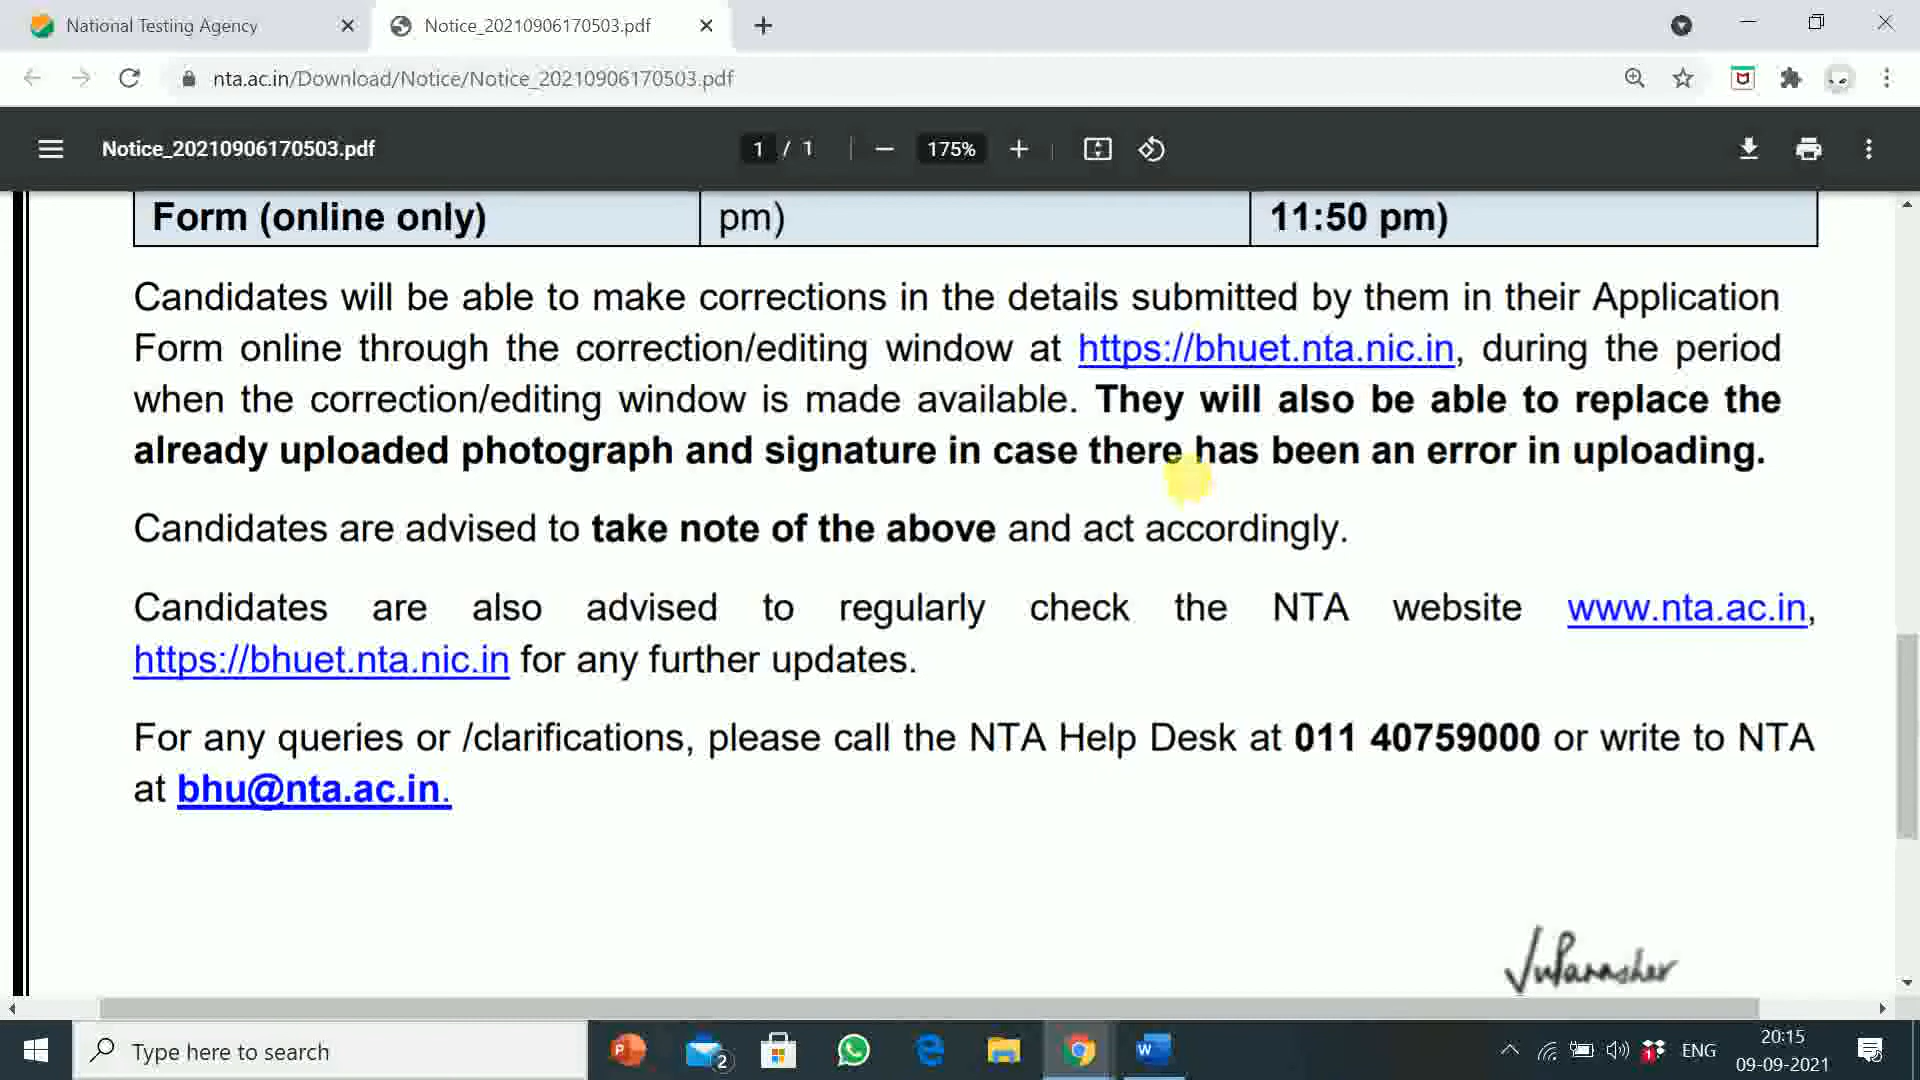 National Testing Agency
Notice_20210906170503.pdf
nta.ac.in/Download/Notice/Notice_20210906170503.pdf
Notice_20210906170503.pdf
1 / 1
175%
Form (online only) pm) 11:50 pm)
Candidates will be able to make corrections in the details submitted by them in their Application
Form online through the correction/editing window at https://bhuet.nta.nic.in, during the period
when the correction/editing window is made available. They will also be able to replace the
already uploaded photograph and signature in case there has been an error in uploading.
Candidates are advised to take note of the above and act accordingly.
Candidates are also advised to regularly check the NTA website www.nta.ac.in,
https://bhuet.nta.nic.in for any further updates.
For any queries or /clarifications, please call the NTA Help Desk at 011 40759000 or write to NTA
at bhu@nta.ac.in.
Type here to search
2
1
ENG
20:15
09-09-2021